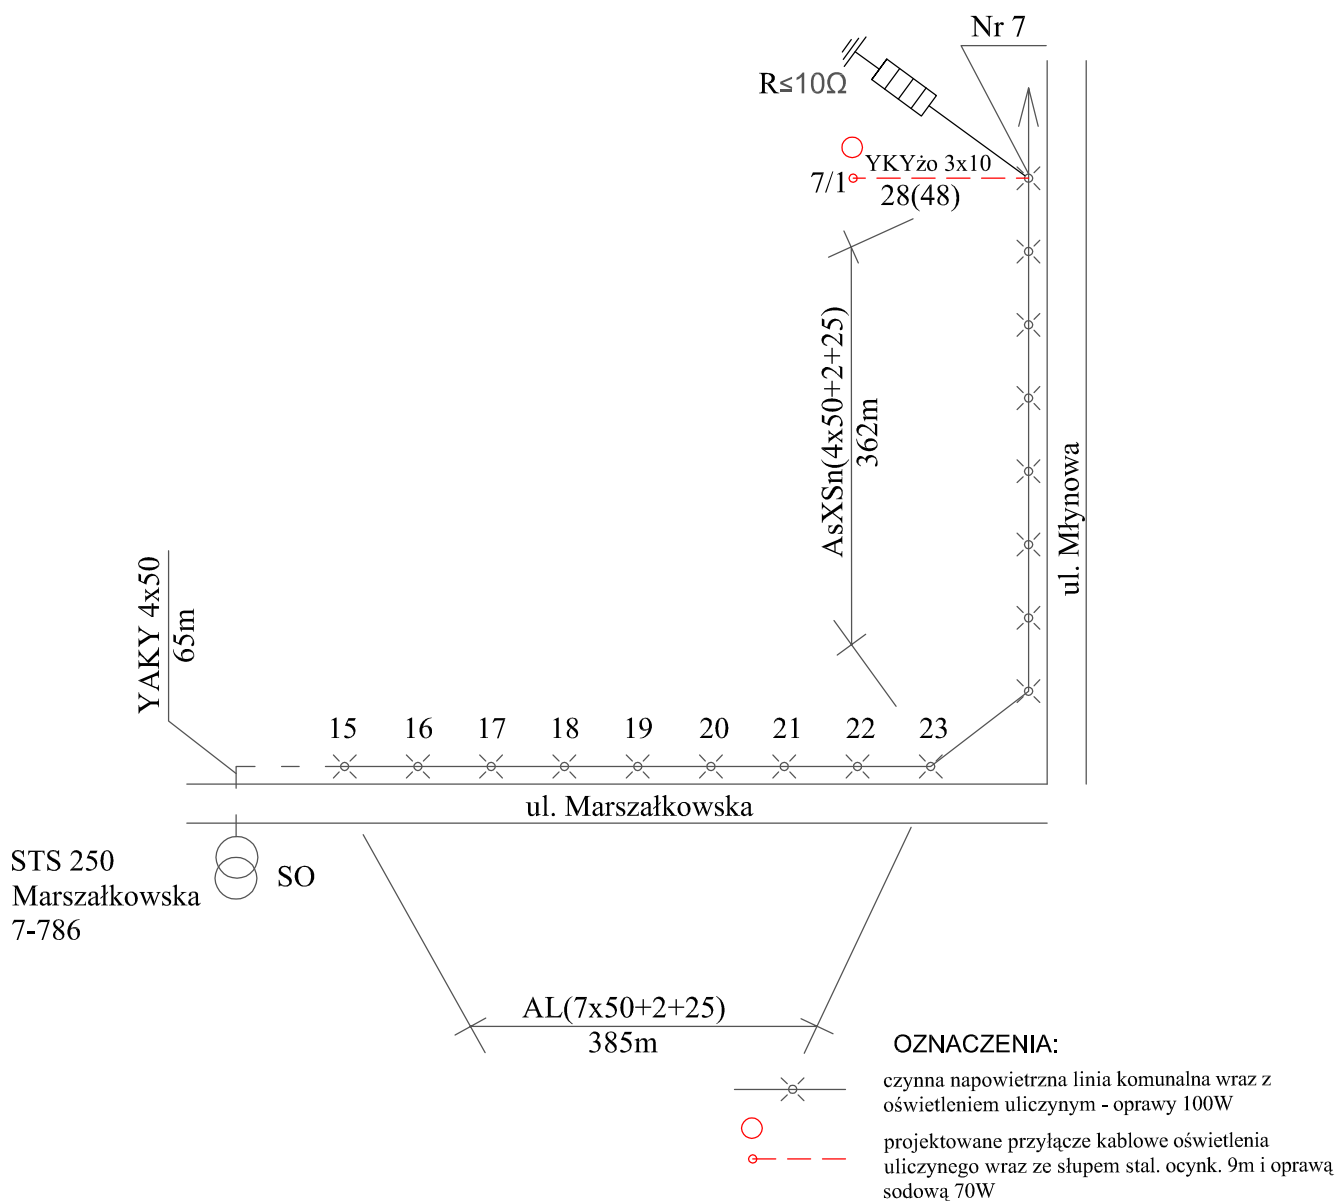 Nr 7
R≤10Ω
YKYżo 3x10
7/1
28(48)
AsXSn(4x50+2+25)
362m
ul. Młynowa
YAKY 4x50
65m
15 16 17 18 19 20 21 22 23
ul. Marszałkowska
STS 250
Marszałkowska
7-786
SO
AL(7x50+2+25)
385m
OZNACZENIA:
czynna napowietrzna linia komunalna wraz z
oświetleniem uliczynym - oprawy 100W
projektowane przyłącze kablowe oświetlenia
uliczynego wraz ze słupem stal. ocynk. 9m i oprawą
sodową 70W